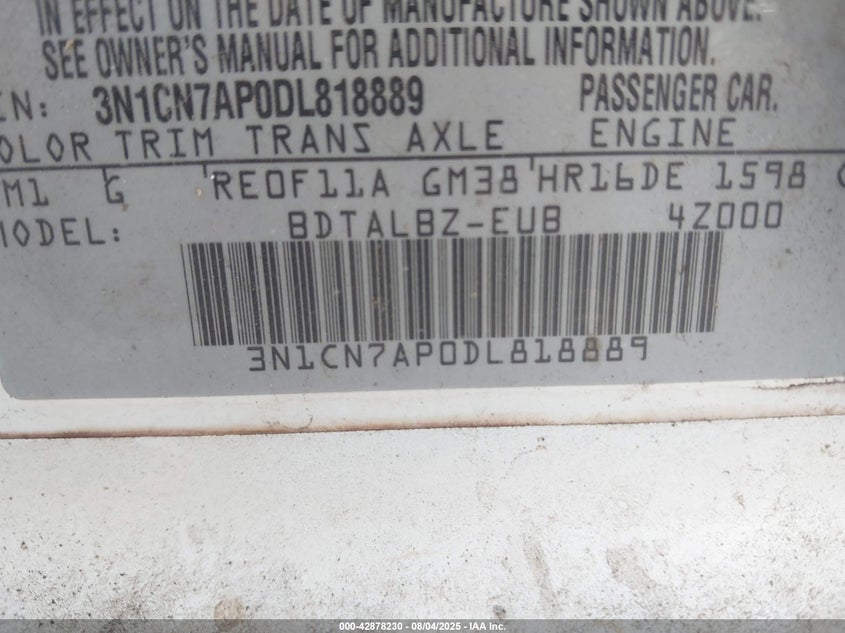 IN EFFECT ON THE DATE OF MANUFACTURE SHOWN ABOVE.
SEE OWNER'S MANUAL FOR ADDITIONAL INFORMATION.
IN: 3N1CN7AP0DL818889 PASSENGER CAR.
OLOR TRIM TRANS AXLE ENGINE
M1 G RE0F11A GM38 HR16DE 1598 C
MODEL: BDTALBZ-EUB 4Z000
3N1CN7AP0DL818889
000-42878230 - 08/04/2025 - IAA Inc.